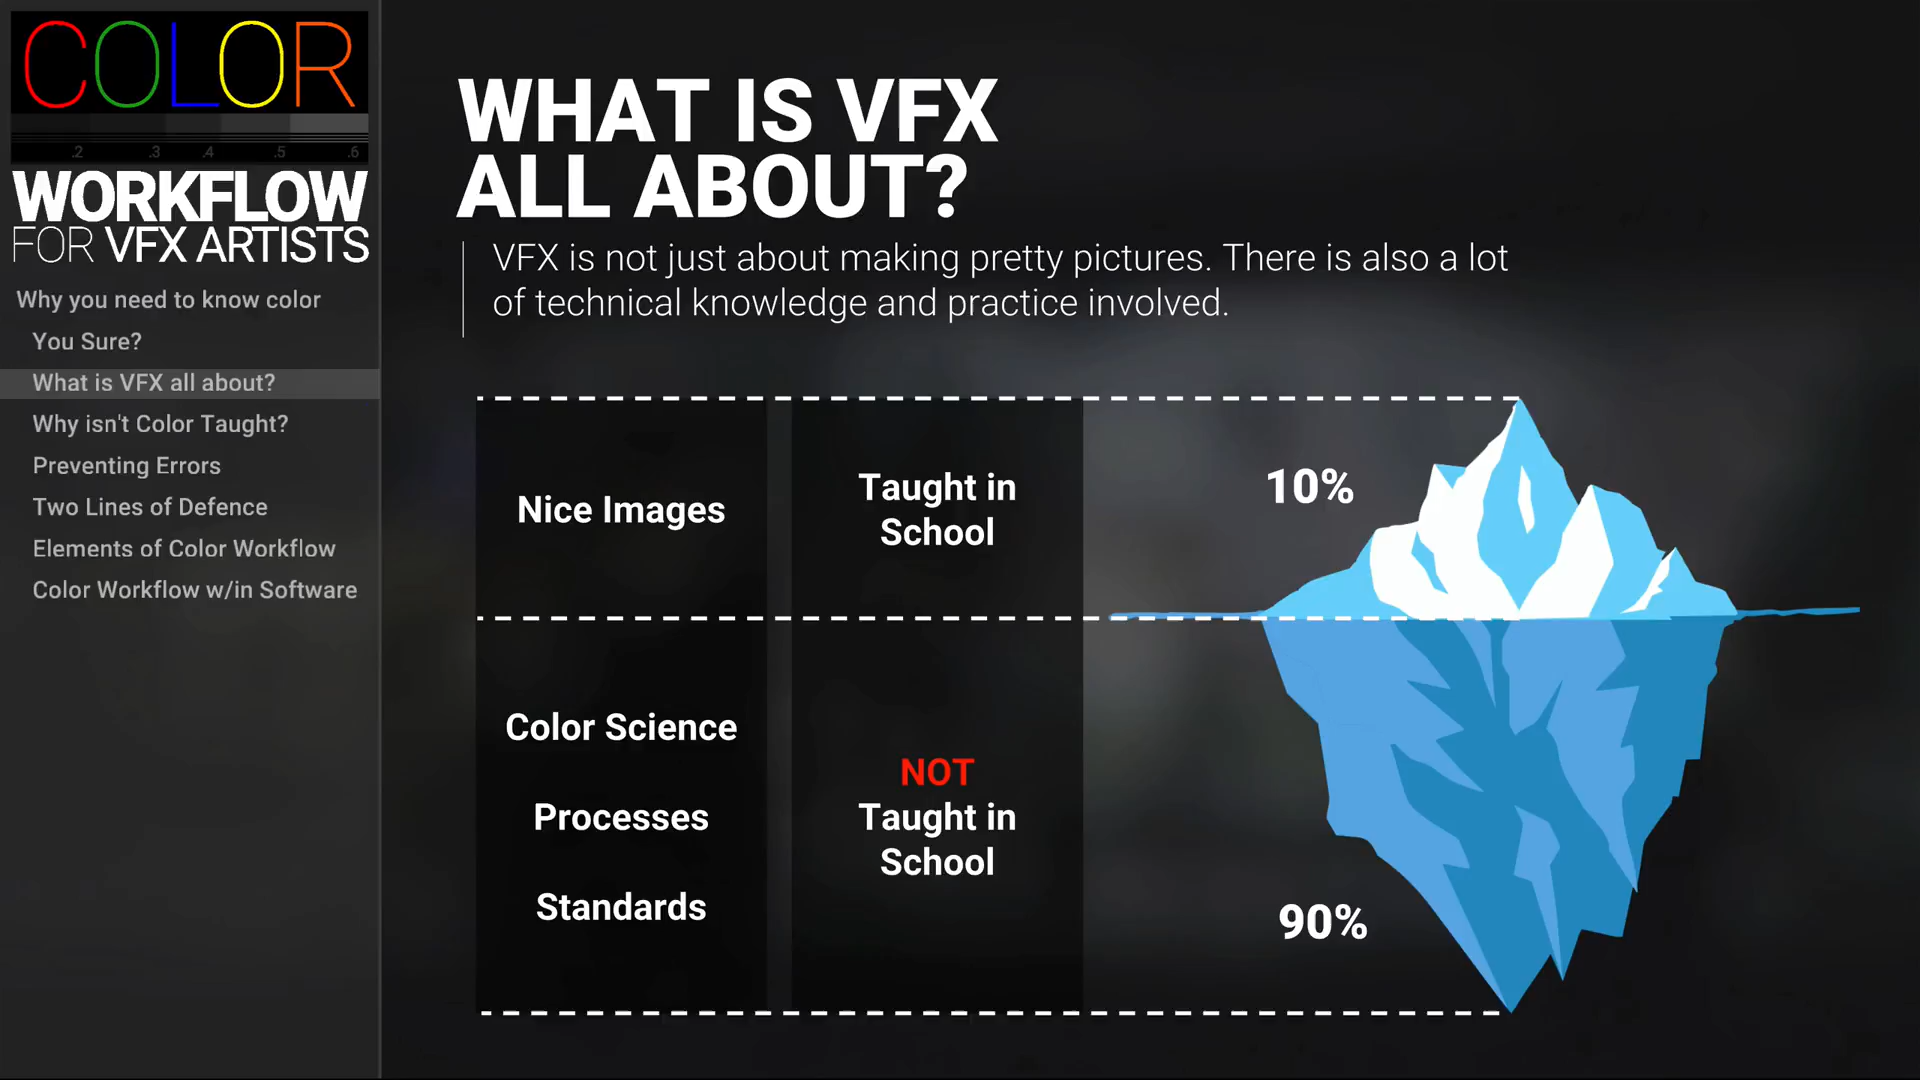 COLOR
.2 .3 .4 .5 .6
WORKFLOW
FOR VFX ARTISTS
Why you need to know color
You Sure?
What is VFX all about?
Why isn't Color Taught?
Preventing Errors
Two Lines of Defence
Elements of Color Workflow
Color Workflow w/in Software
WHAT IS VFX
ALL ABOUT?
VFX is not just about making pretty pictures. There is also a lot
of technical knowledge and practice involved.
Nice Images
Taught in
School
10%
Color Science
Processes
Standards
NOT
Taught in
School
90%